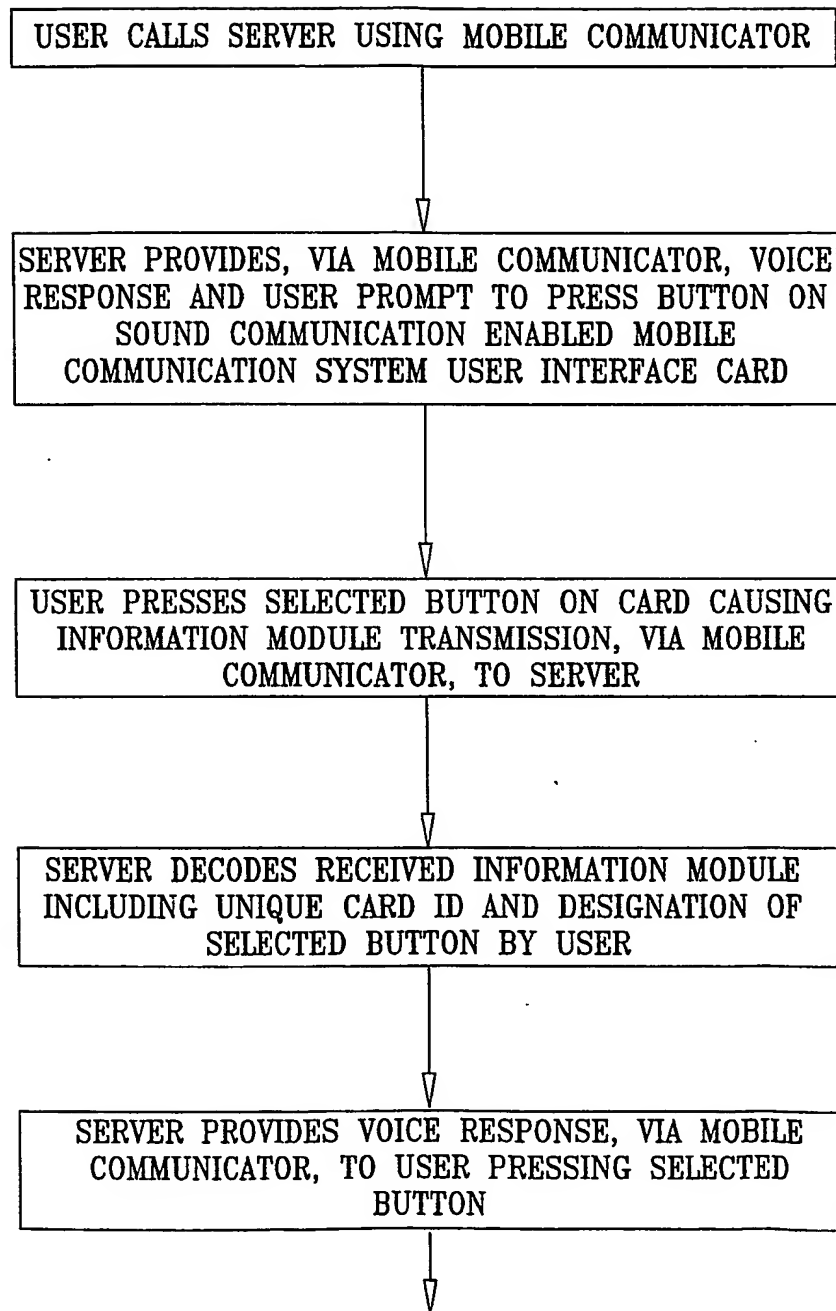 USER CALLS SERVER USING MOBILE COMMUNICATOR
SERVER PROVIDES, VIA MOBILE COMMUNICATOR, VOICE
RESPONSE AND USER PROMPT TO PRESS BUTTON ON
SOUND COMMUNICATION ENABLED MOBILE
COMMUNICATION SYSTEM USER INTERFACE CARD
USER PRESSES SELECTED BUTTON ON CARD CAUSING
INFORMATION MODULE TRANSMISSION, VIA MOBILE
COMMUNICATOR, TO SERVER
SERVER DECODES RECEIVED INFORMATION MODULE
INCLUDING UNIQUE CARD ID AND DESIGNATION OF
SELECTED BUTTON BY USER
SERVER PROVIDES VOICE RESPONSE, VIA MOBILE
COMMUNICATOR, TO USER PRESSING SELECTED
BUTTON